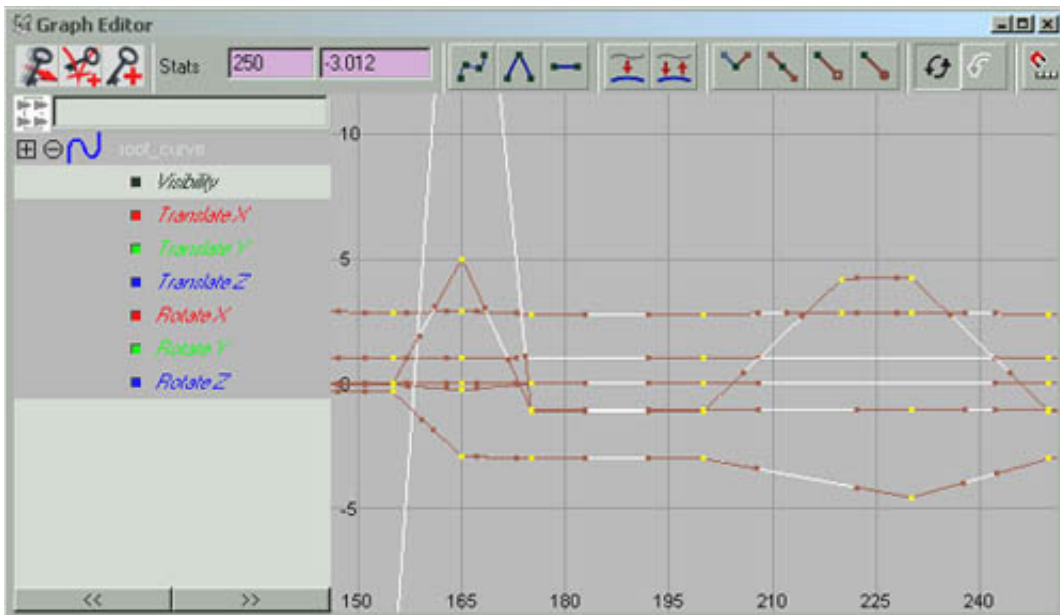 Graph Editor
Stats 250 -3.012
root_curve
Visibility
Translate X
Translate Y
Translate Z
Rotate X
Rotate Y
Rotate Z
<< >>
10
5
0
-5
150 165 180 195 210 225 240